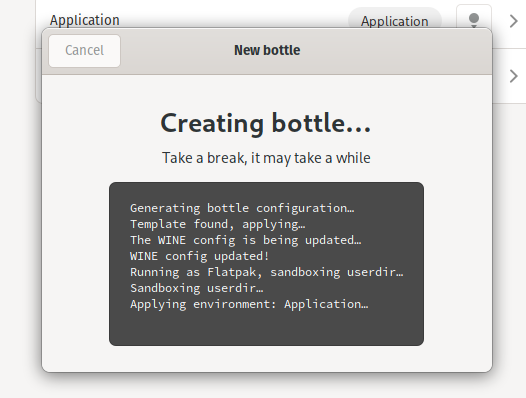 Application
Application
Cancel
New bottle
Creating bottle…
Take a break, it may take a while
Generating bottle configuration…
Template found, applying…
The WINE config is being updated…
WINE config updated!
Running as Flatpak, sandboxing userdir…
Sandboxing userdir…
Applying environment: Application…